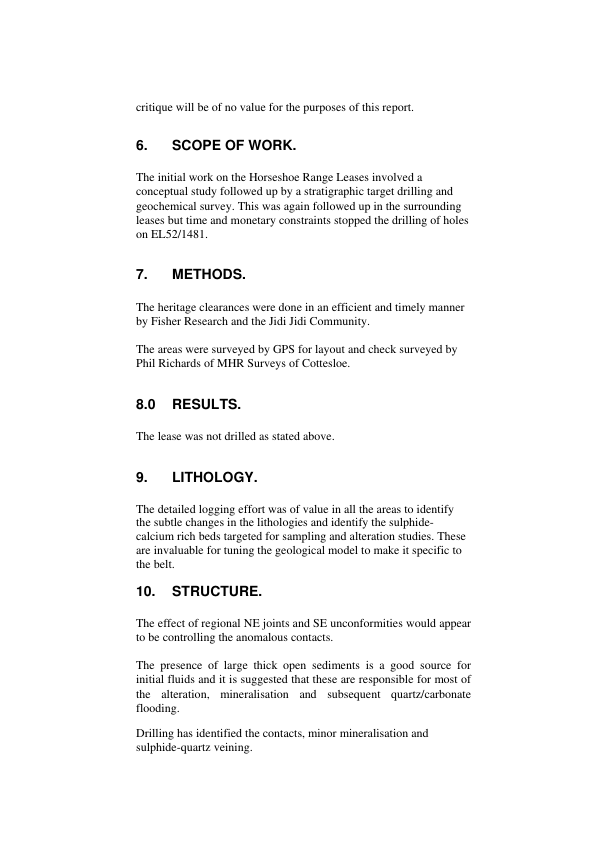 critique will be of no value for the purposes of this report.
6. SCOPE OF WORK.
The initial work on the Horseshoe Range Leases involved a
conceptual study followed up by a stratigraphic target drilling and
geochemical survey. This was again followed up in the surrounding
leases but time and monetary constraints stopped the drilling of holes
on EL52/1481.
7. METHODS.
The heritage clearances were done in an efficient and timely manner
by Fisher Research and the Jidi Jidi Community.
The areas were surveyed by GPS for layout and check surveyed by
Phil Richards of MHR Surveys of Cottesloe.
8.0 RESULTS.
The lease was not drilled as stated above.
9. LITHOLOGY.
The detailed logging effort was of value in all the areas to identify
the subtle changes in the lithologies and identify the sulphide-
calcium rich beds targeted for sampling and alteration studies. These
are invaluable for tuning the geological model to make it specific to
the belt.
10. STRUCTURE.
The effect of regional NE joints and SE unconformities would appear
to be controlling the anomalous contacts.
The presence of large thick open sediments is a good source for
initial fluids and it is suggested that these are responsible for most of
the alteration, mineralisation and subsequent quartz/carbonate
flooding.
Drilling has identified the contacts, minor mineralisation and
sulphide-quartz veining.